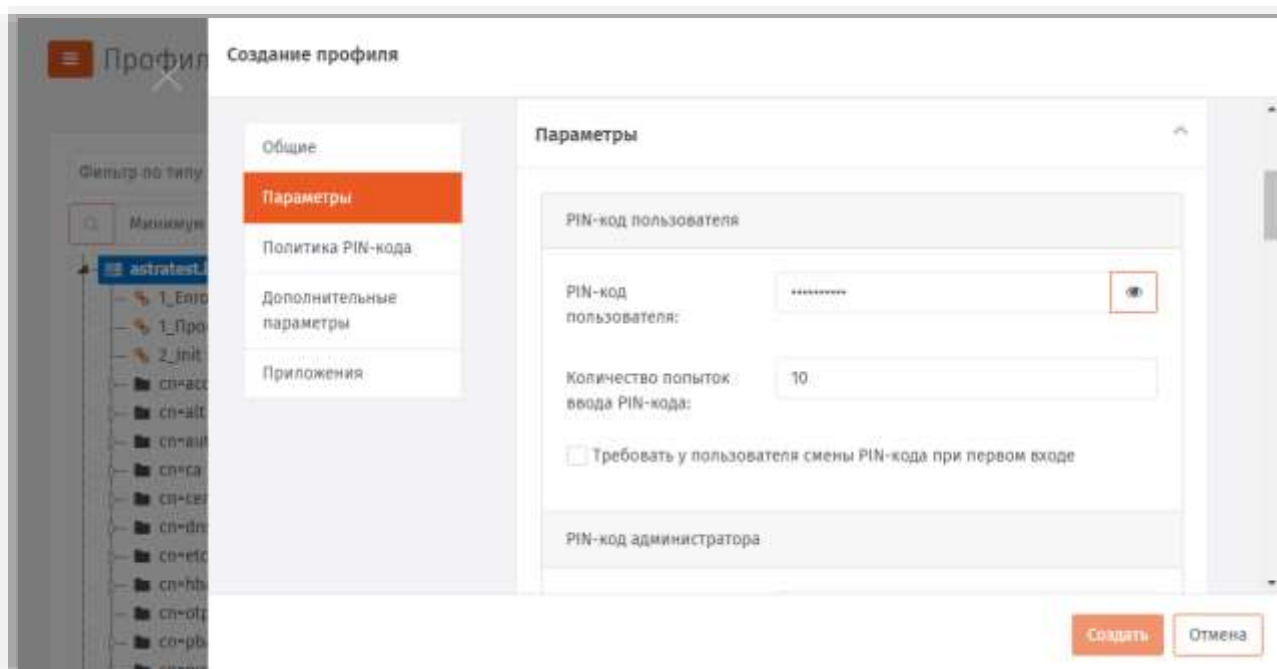 Профил
Создание профиля
Фильтр по типу
Минимум
astratest.
1_Enro
1_Про
2_init
cn=acc
cn=alt
cn=aut
cn=ca
cn=cer
cn=dn
cn=etc
cn=hb
cn=otp
cn=pb
Общие
Параметры
Политика PIN-кода
Дополнительные
параметры
Приложения
Параметры
PIN-код пользователя
PIN-код
пользователя:
••••••••••
Количество попыток
ввода PIN-кода:
10
Требовать у пользователя смены PIN-кода при первом входе
PIN-код администратора
Создать
Отмена